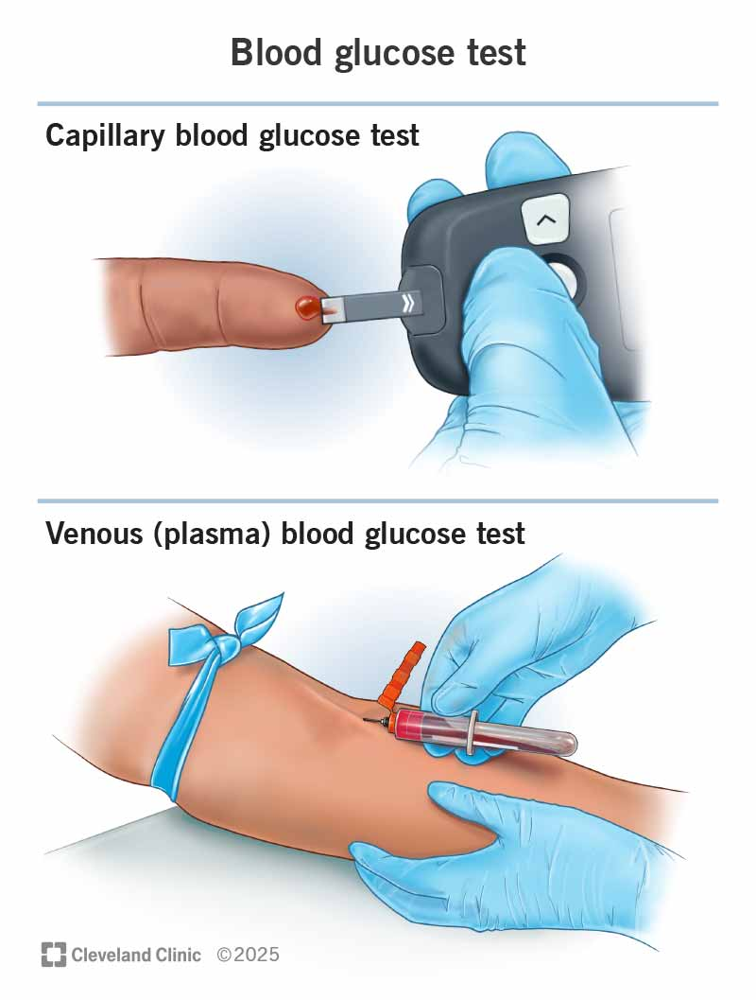 Blood glucose test
Capillary blood glucose test
Venous (plasma) blood glucose test
Cleveland Clinic ©2025